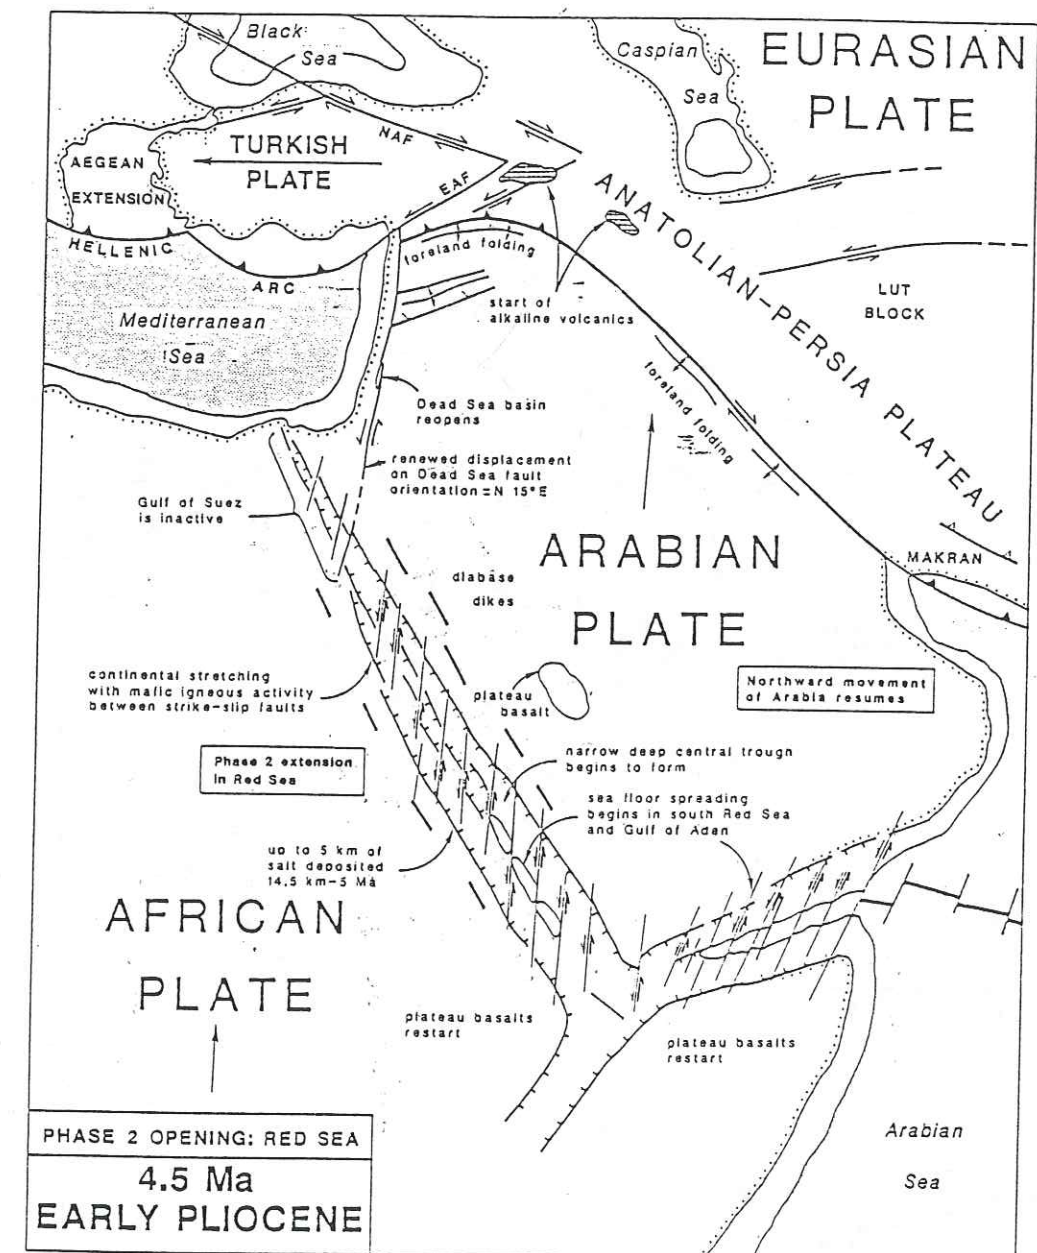 Black
Sea
Caspian
Sea
EURASIAN
PLATE
AEGEAN
EXTENSION
TURKISH
PLATE
NAF
EAF
HELLENIC
ARC
foreland folding
ANATOLIAN-PERSIA PLATEAU
LUT
BLOCK
start of
alkaline volcanics
Mediterranean
Sea
Dead Sea basin
reopens
foreland folding
renewed displacement
on Dead Sea fault
orientation=N 15°E
Gulf of Suez
is inactive
ARABIAN
PLATE
MAKRAN
diabase
dikes
continental stretching
with mafic igneous activity
between strike-slip faults
plateau
basalt
Northward movement
of Arabia resumes
Phase 2 extension
in Red Sea
narrow deep central trough
begins to form
sea floor spreading
begins in south Red Sea
and Gulf of Aden
up to 5 km of
salt deposited
14.5 km-5 Ma
AFRICAN
PLATE
plateau basalts
restart
plateau basalts
restart
Arabian
Sea
PHASE 2 OPENING: RED SEA
4.5 Ma
EARLY PLIOCENE